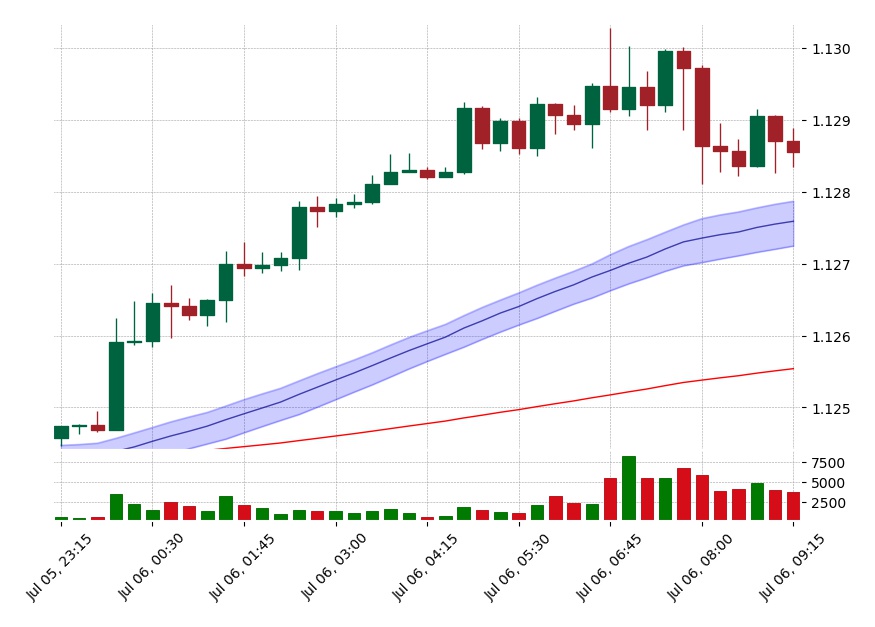 1.130
1.129
1.128
1.127
1.126
1.125
7500
5000
2500
Jul 05, 23:15
Jul 06, 00:30
Jul 06, 01:45
Jul 06, 03:00
Jul 06, 04:15
Jul 06, 05:30
Jul 06, 06:45
Jul 06, 08:00
Jul 06, 09:15